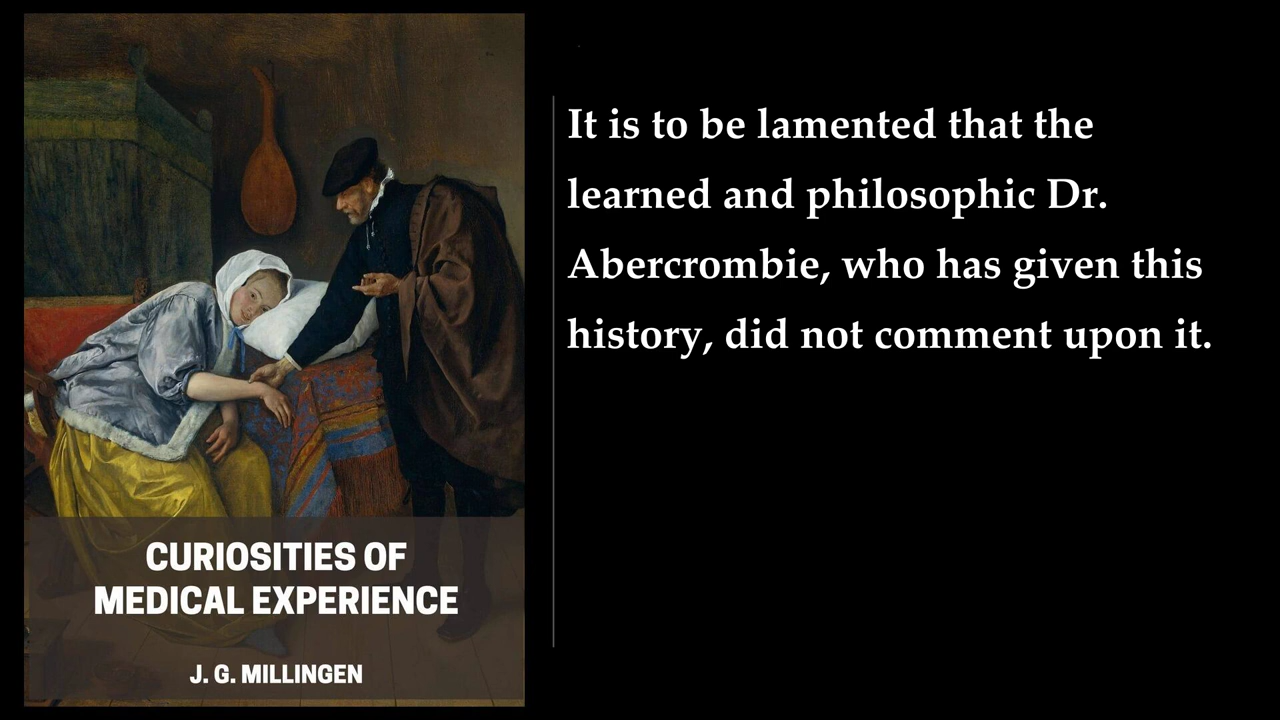 It is to be lamented that the
learned and philosophic Dr.
Abercrombie, who has given this
history, did not comment upon it.
CURIOSITIES OF
MEDICAL EXPERIENCE
J. G. MILLINGEN